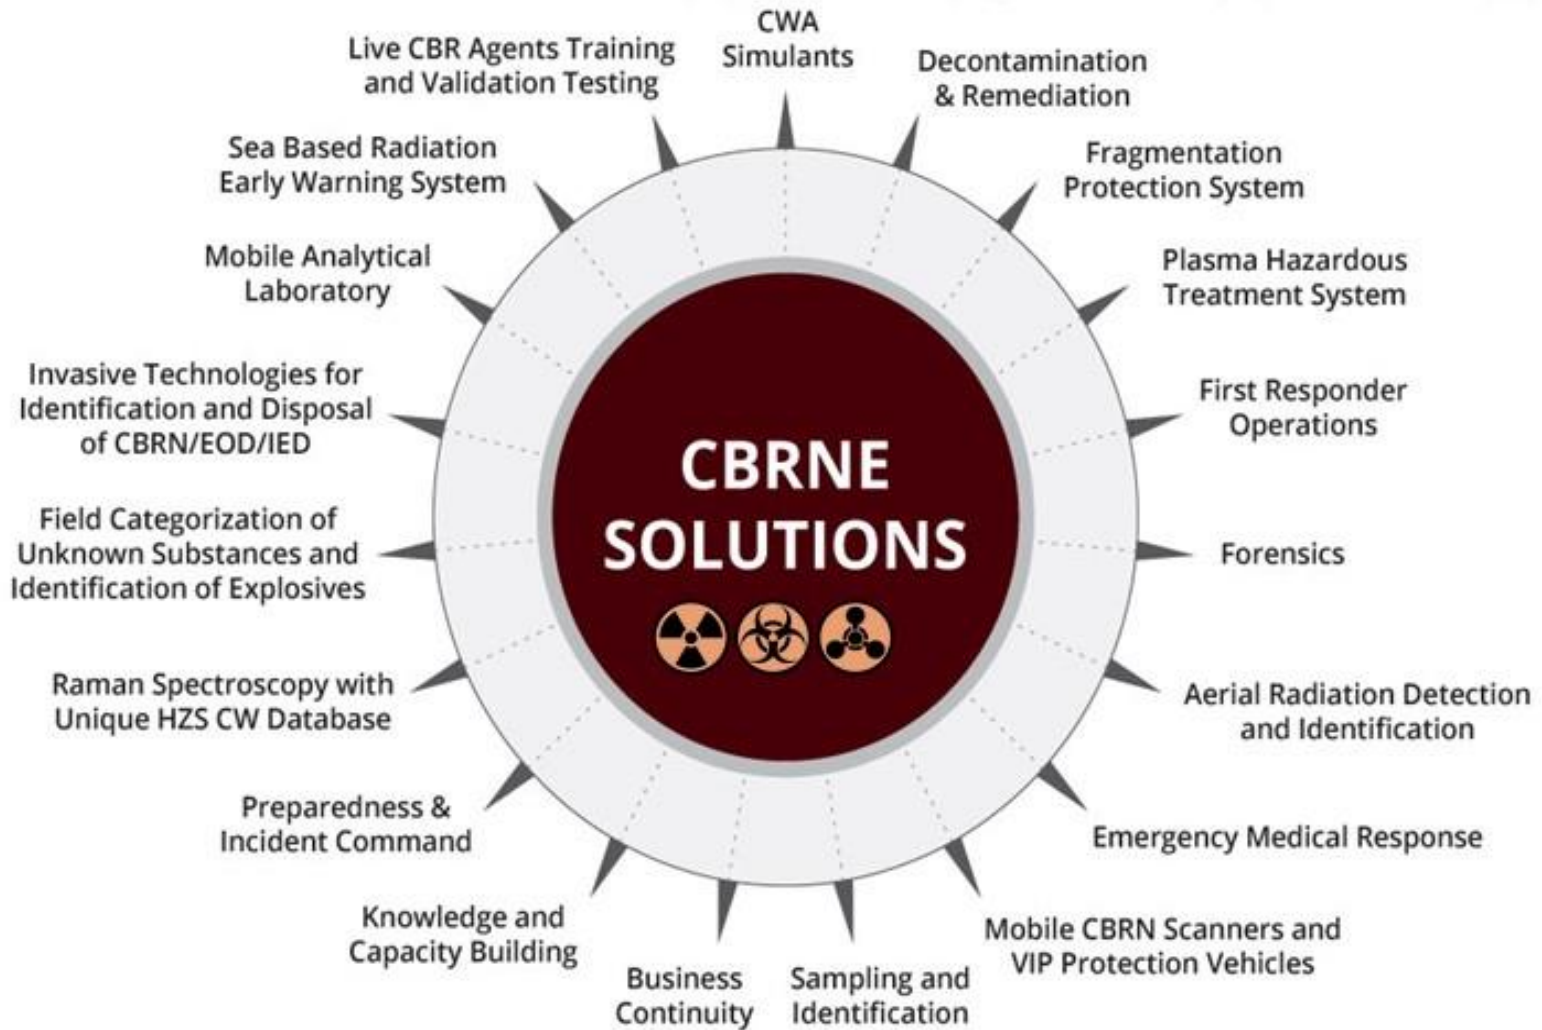 CWA
Simulants
Decontamination
& Remediation
Fragmentation
Protection System
Plasma Hazardous
Treatment System
First Responder
Operations
Forensics
Aerial Radiation Detection
and Identification
Emergency Medical Response
Mobile CBRN Scanners and
VIP Protection Vehicles
Sampling and
Identification
Business
Continuity
Knowledge and
Capacity Building
Preparedness &
Incident Command
Raman Spectroscopy with
Unique HZS CW Database
Field Categorization of
Unknown Substances and
Identification of Explosives
Invasive Technologies for
Identification and Disposal
of CBRN/EOD/IED
Mobile Analytical
Laboratory
Sea Based Radiation
Early Warning System
Live CBR Agents Training
and Validation Testing
CBRNE
SOLUTIONS